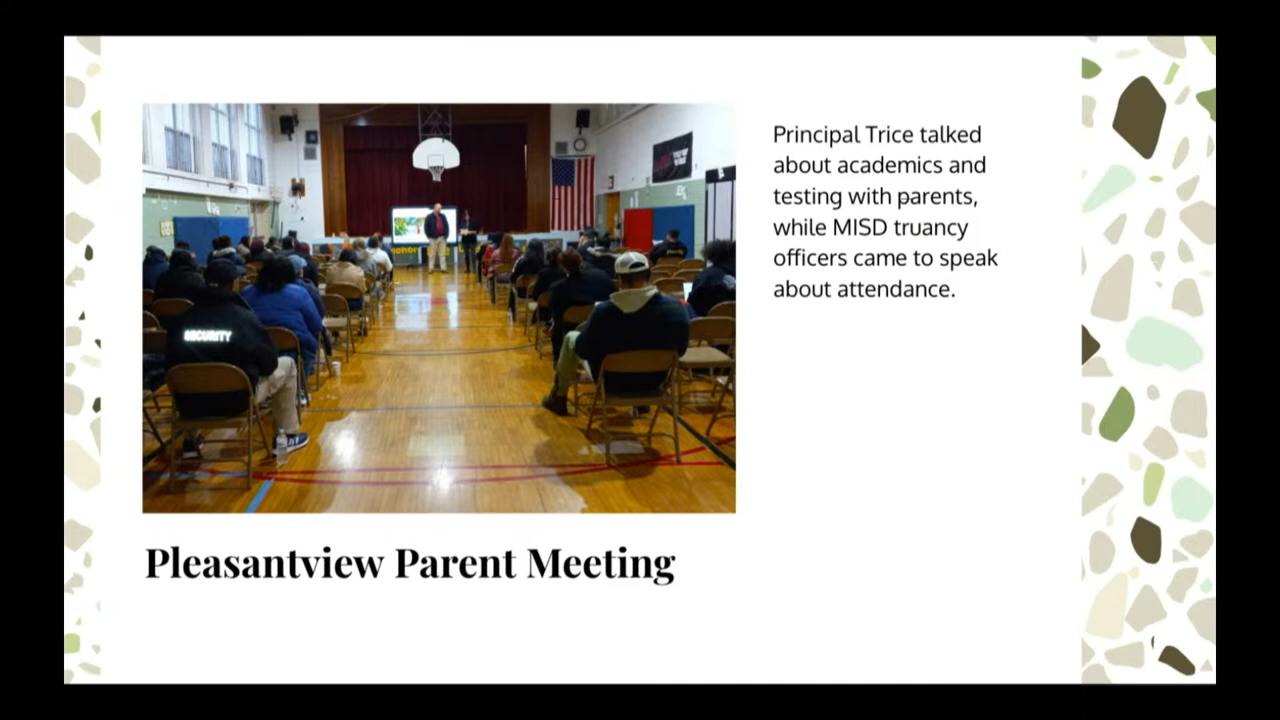 Principal Trice talked
about academics and
testing with parents,
while MISD truancy
officers came to speak
about attendance.
SECURITY
Pleasantview Parent Meeting